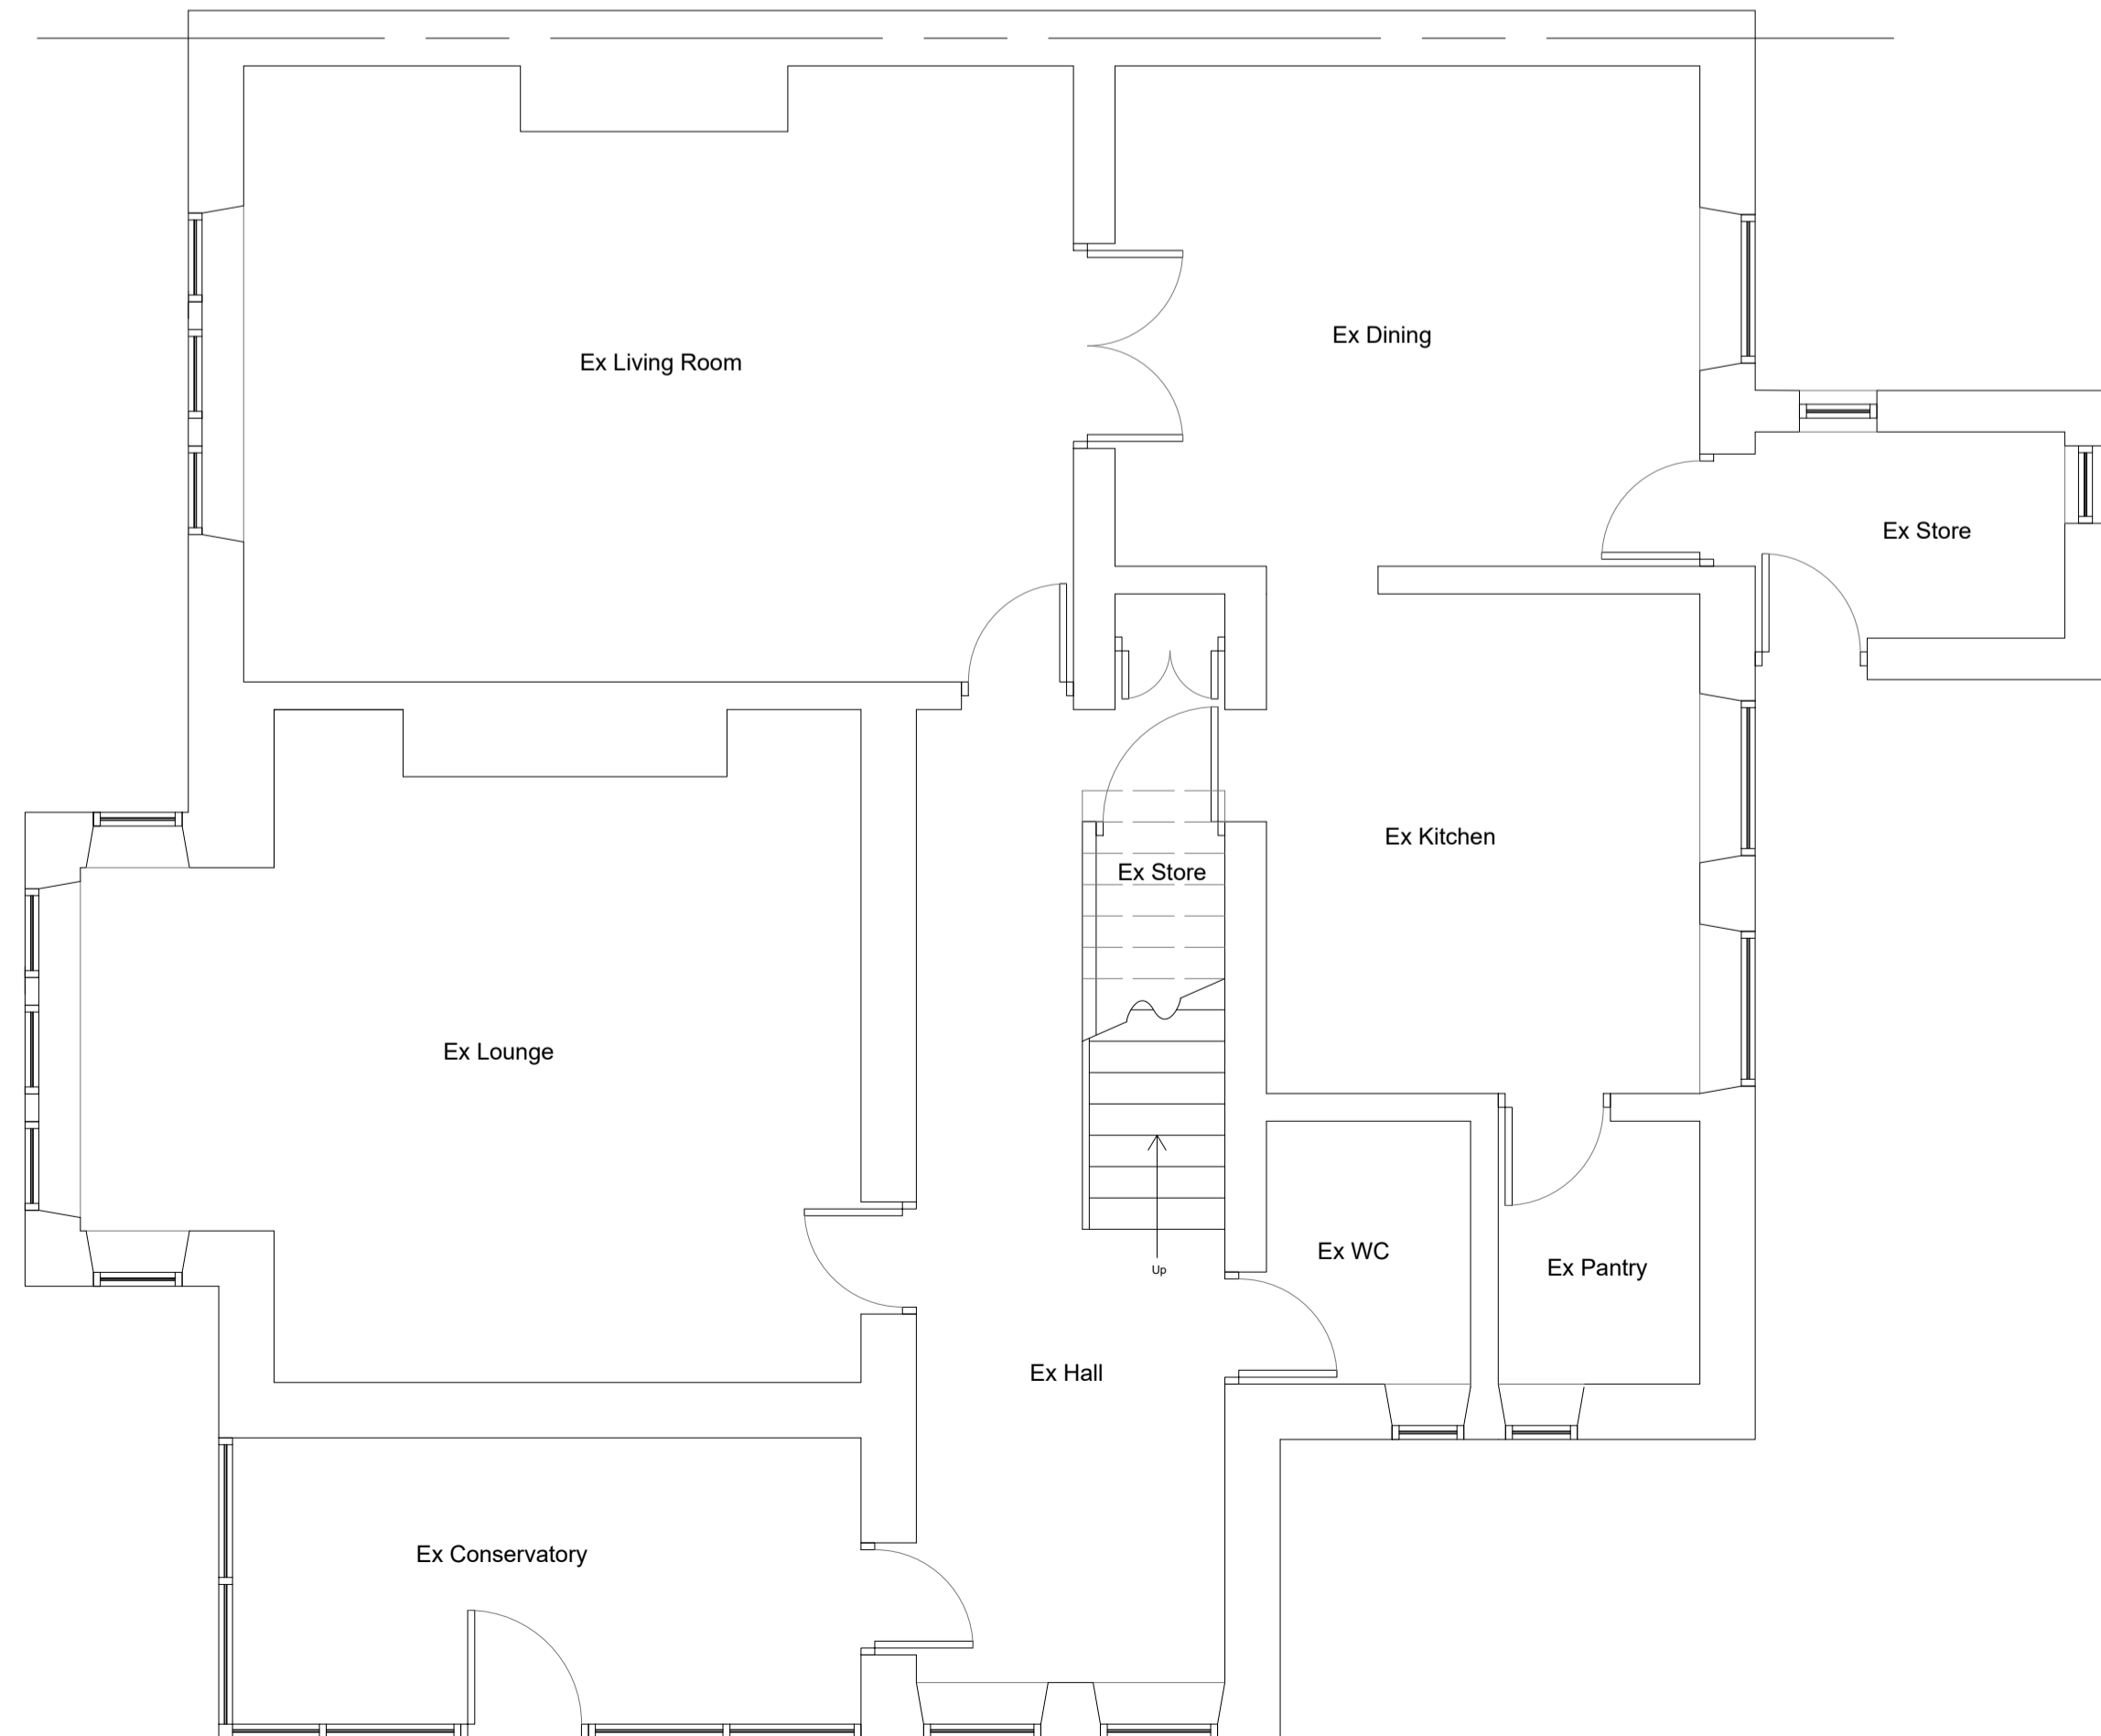 Ex Dining
Ex Living Room
Ex Store
Ex Kitchen
Ex Store
Ex Lounge
Ex WC
Ex Pantry
Up
Ex Hall
Ex Conservatory